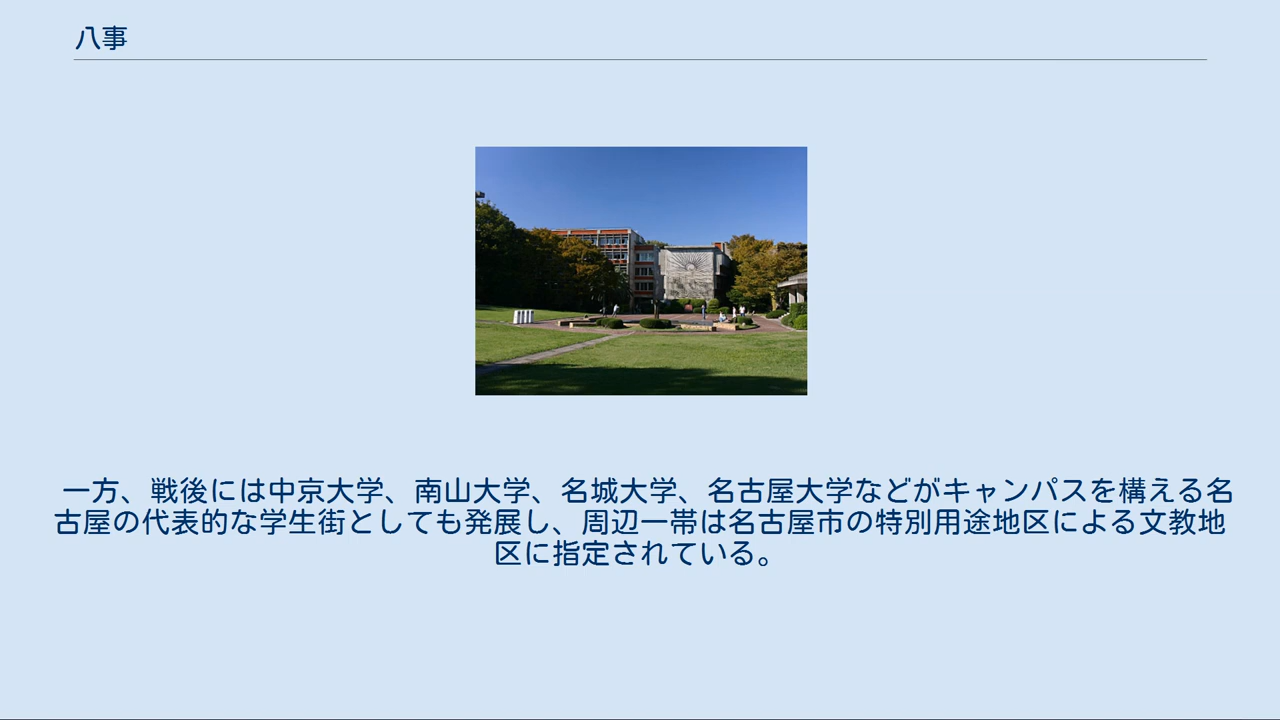 八事
一方、戦後には中京大学、南山大学、名城大学、名古屋大学などがキャンパスを構える名
古屋の代表的な学生街としても発展し、周辺一帯は名古屋市の特別用途地区による文教地
区に指定されている。